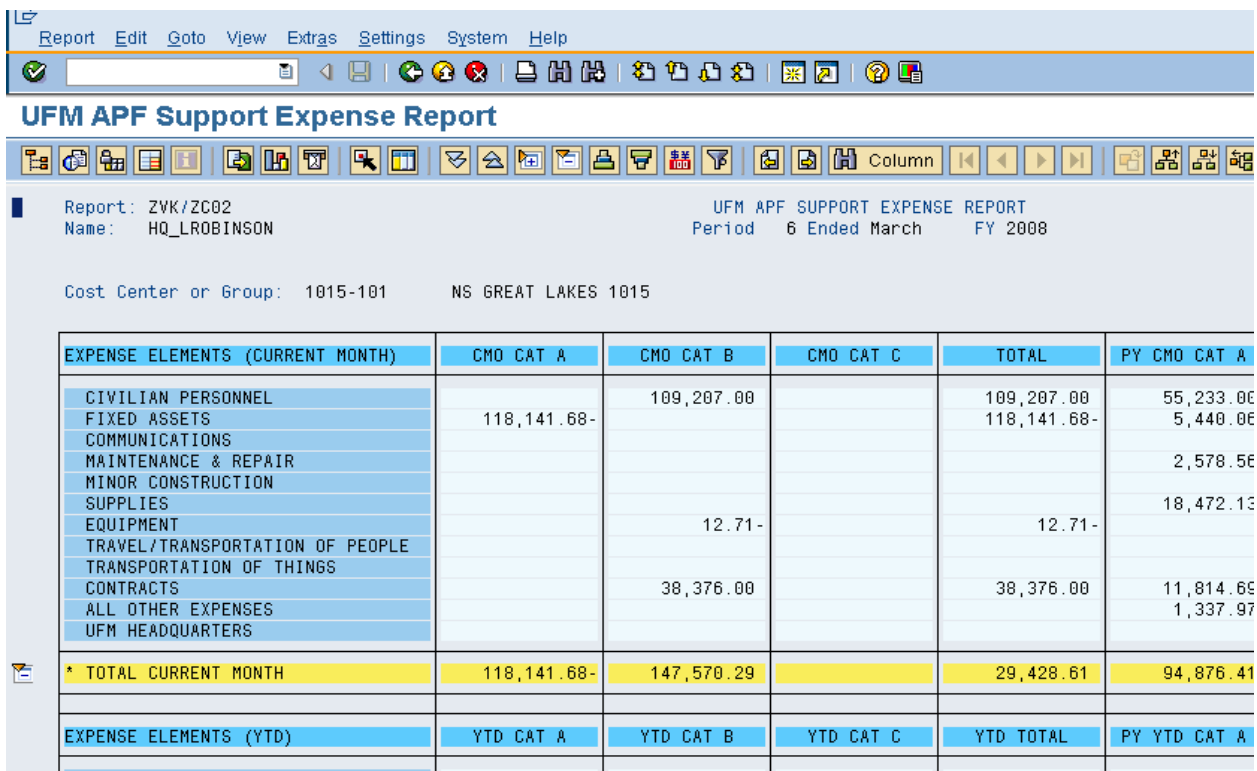 Report Edit Goto View Extras Settings System Help
UFM APF Support Expense Report
Column
Report: ZVK/ZC02 UFM APF SUPPORT EXPENSE REPORT
Name: HQ_LROBINSON Period 6 Ended March FY 2008
Cost Center or Group: 1015-101 NS GREAT LAKES 1015
EXPENSE ELEMENTS (CURRENT MONTH) CMO CAT A CMO CAT B CMO CAT C TOTAL PY CMO CAT A
CIVILIAN PERSONNEL 109,207.00 109,207.00 55,233.00
FIXED ASSETS 118,141.68- 118,141.68- 5,440.06
COMMUNICATIONS
MAINTENANCE & REPAIR 2,578.56
MINOR CONSTRUCTION
SUPPLIES 18,472.13
EQUIPMENT 12.71- 12.71-
TRAVEL/TRANSPORTATION OF PEOPLE
TRANSPORTATION OF THINGS
CONTRACTS 38,376.00 38,376.00 11,814.69
ALL OTHER EXPENSES 1,337.97
UFM HEADQUARTERS
* TOTAL CURRENT MONTH 118,141.68- 147,570.29 29,428.61 94,876.41
EXPENSE ELEMENTS (YTD) YTD CAT A YTD CAT B YTD CAT C YTD TOTAL PY YTD CAT A